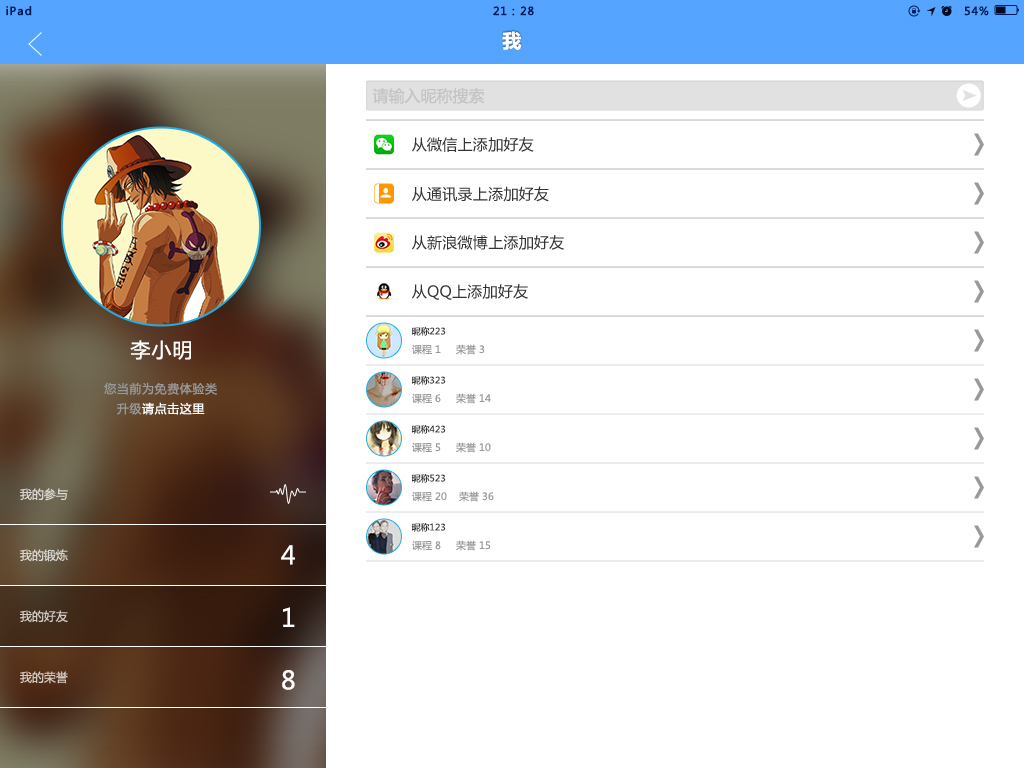 iPad
21：28
54%
我
李小明
您当前为免费体验类
升级请点击这里
我的参与
我的锻炼
4
我的好友
1
我的荣誉
8
请输入昵称搜索
从微信上添加好友
从通讯录上添加好友
从新浪微博上添加好友
从QQ上添加好友
昵称223
课程 1 荣誉 3
昵称323
课程 6 荣誉 14
昵称423
课程 5 荣誉 10
昵称523
课程 20 荣誉 36
昵称123
课程 8 荣誉 15